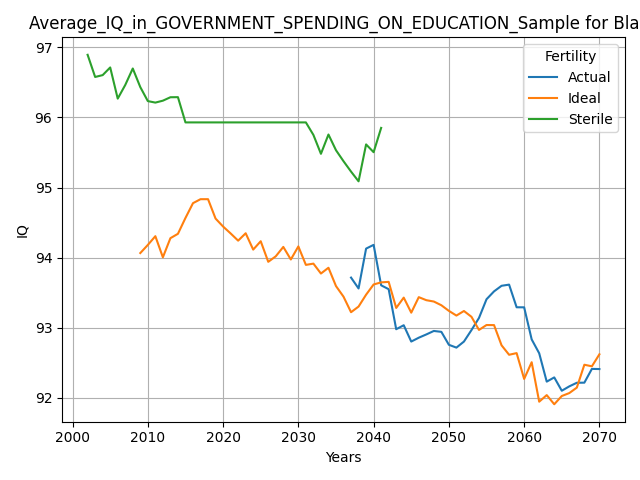 Average_IQ_in_GOVERNMENT_SPENDING_ON_EDUCATION_Sample for Bla
Fertility
Actual
Ideal
Sterile
97
96
95
94
93
92
IQ
2000 2010 2020 2030 2040 2050 2060 2070
Years